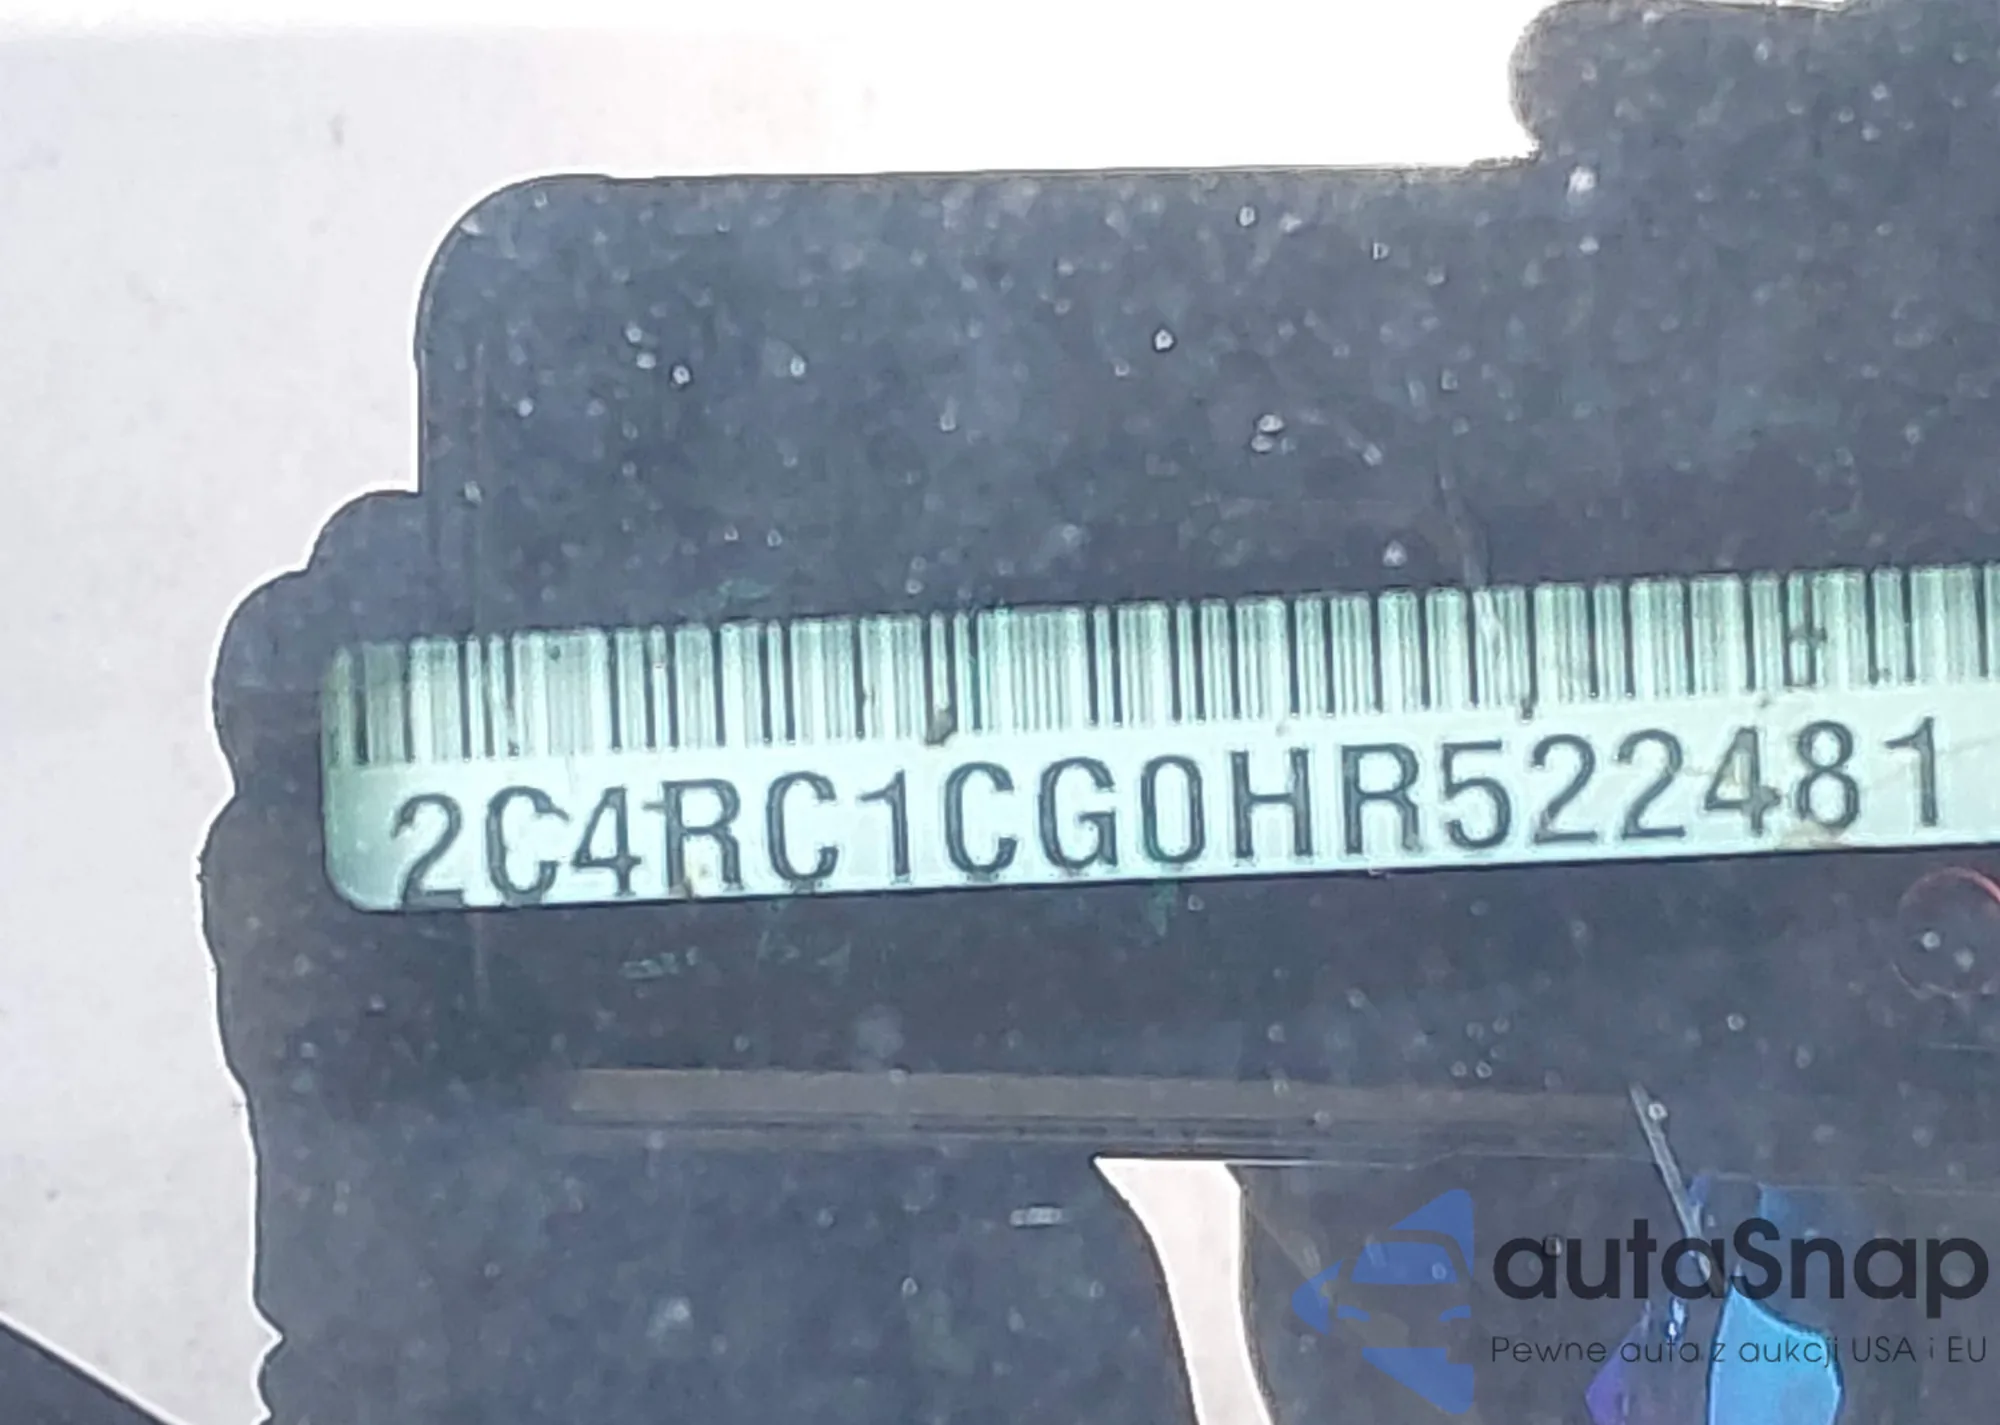 2C4RC1CG0HR522481
autaSnap
Pewne auta z aukcji USA i EU